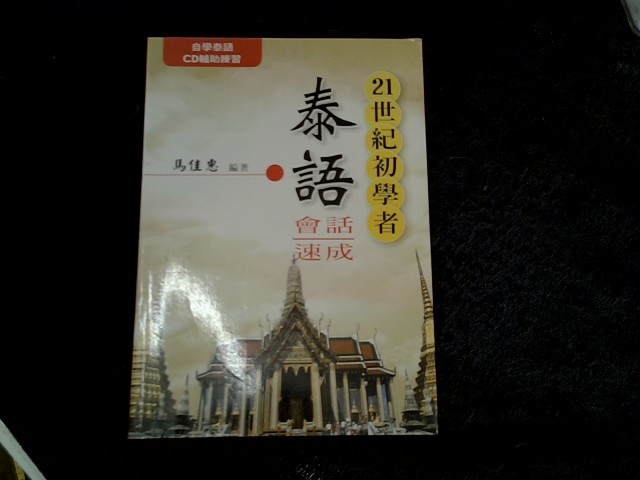 自學泰語
CD輔助練習
21世紀初學者
泰語
會話
速成
馬佳惠 編著